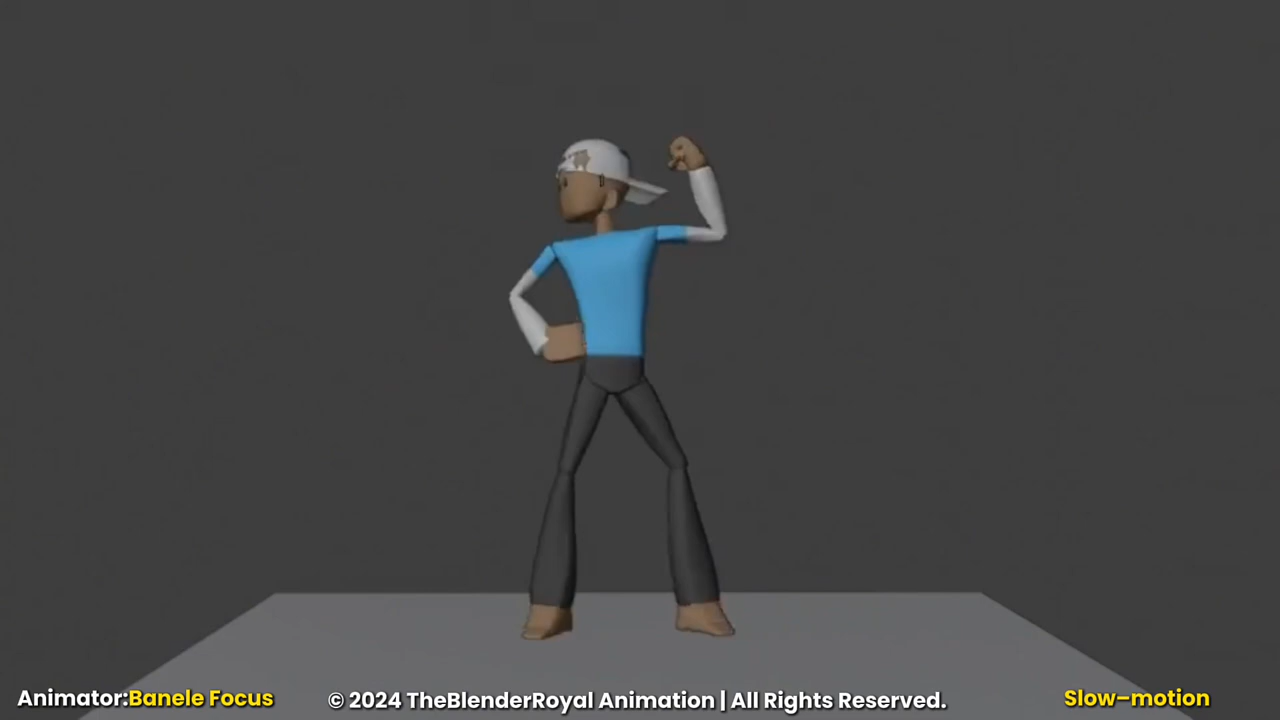 Animator:Banele Focus
© 2024 TheBlenderRoyal Animation | All Rights Reserved.
Slow-motion